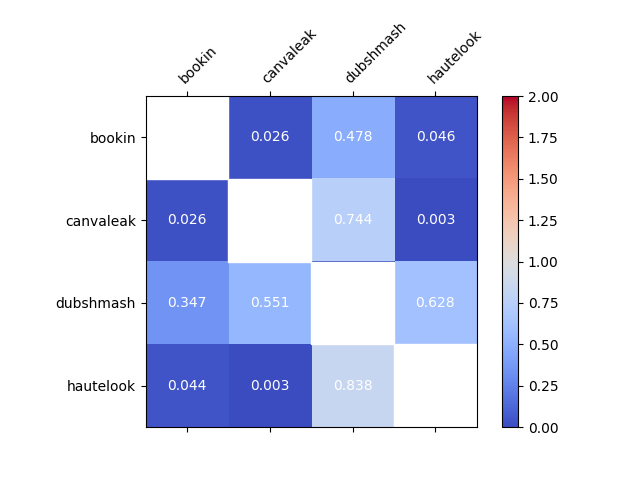 bookin canvaleak dubshmash hautelook
bookin 0.026 0.478 0.046
canvaleak 0.026 0.744 0.003
dubshmash 0.347 0.551 0.628
hautelook 0.044 0.003 0.838
2.00
1.75
1.50
1.25
1.00
0.75
0.50
0.25
0.00